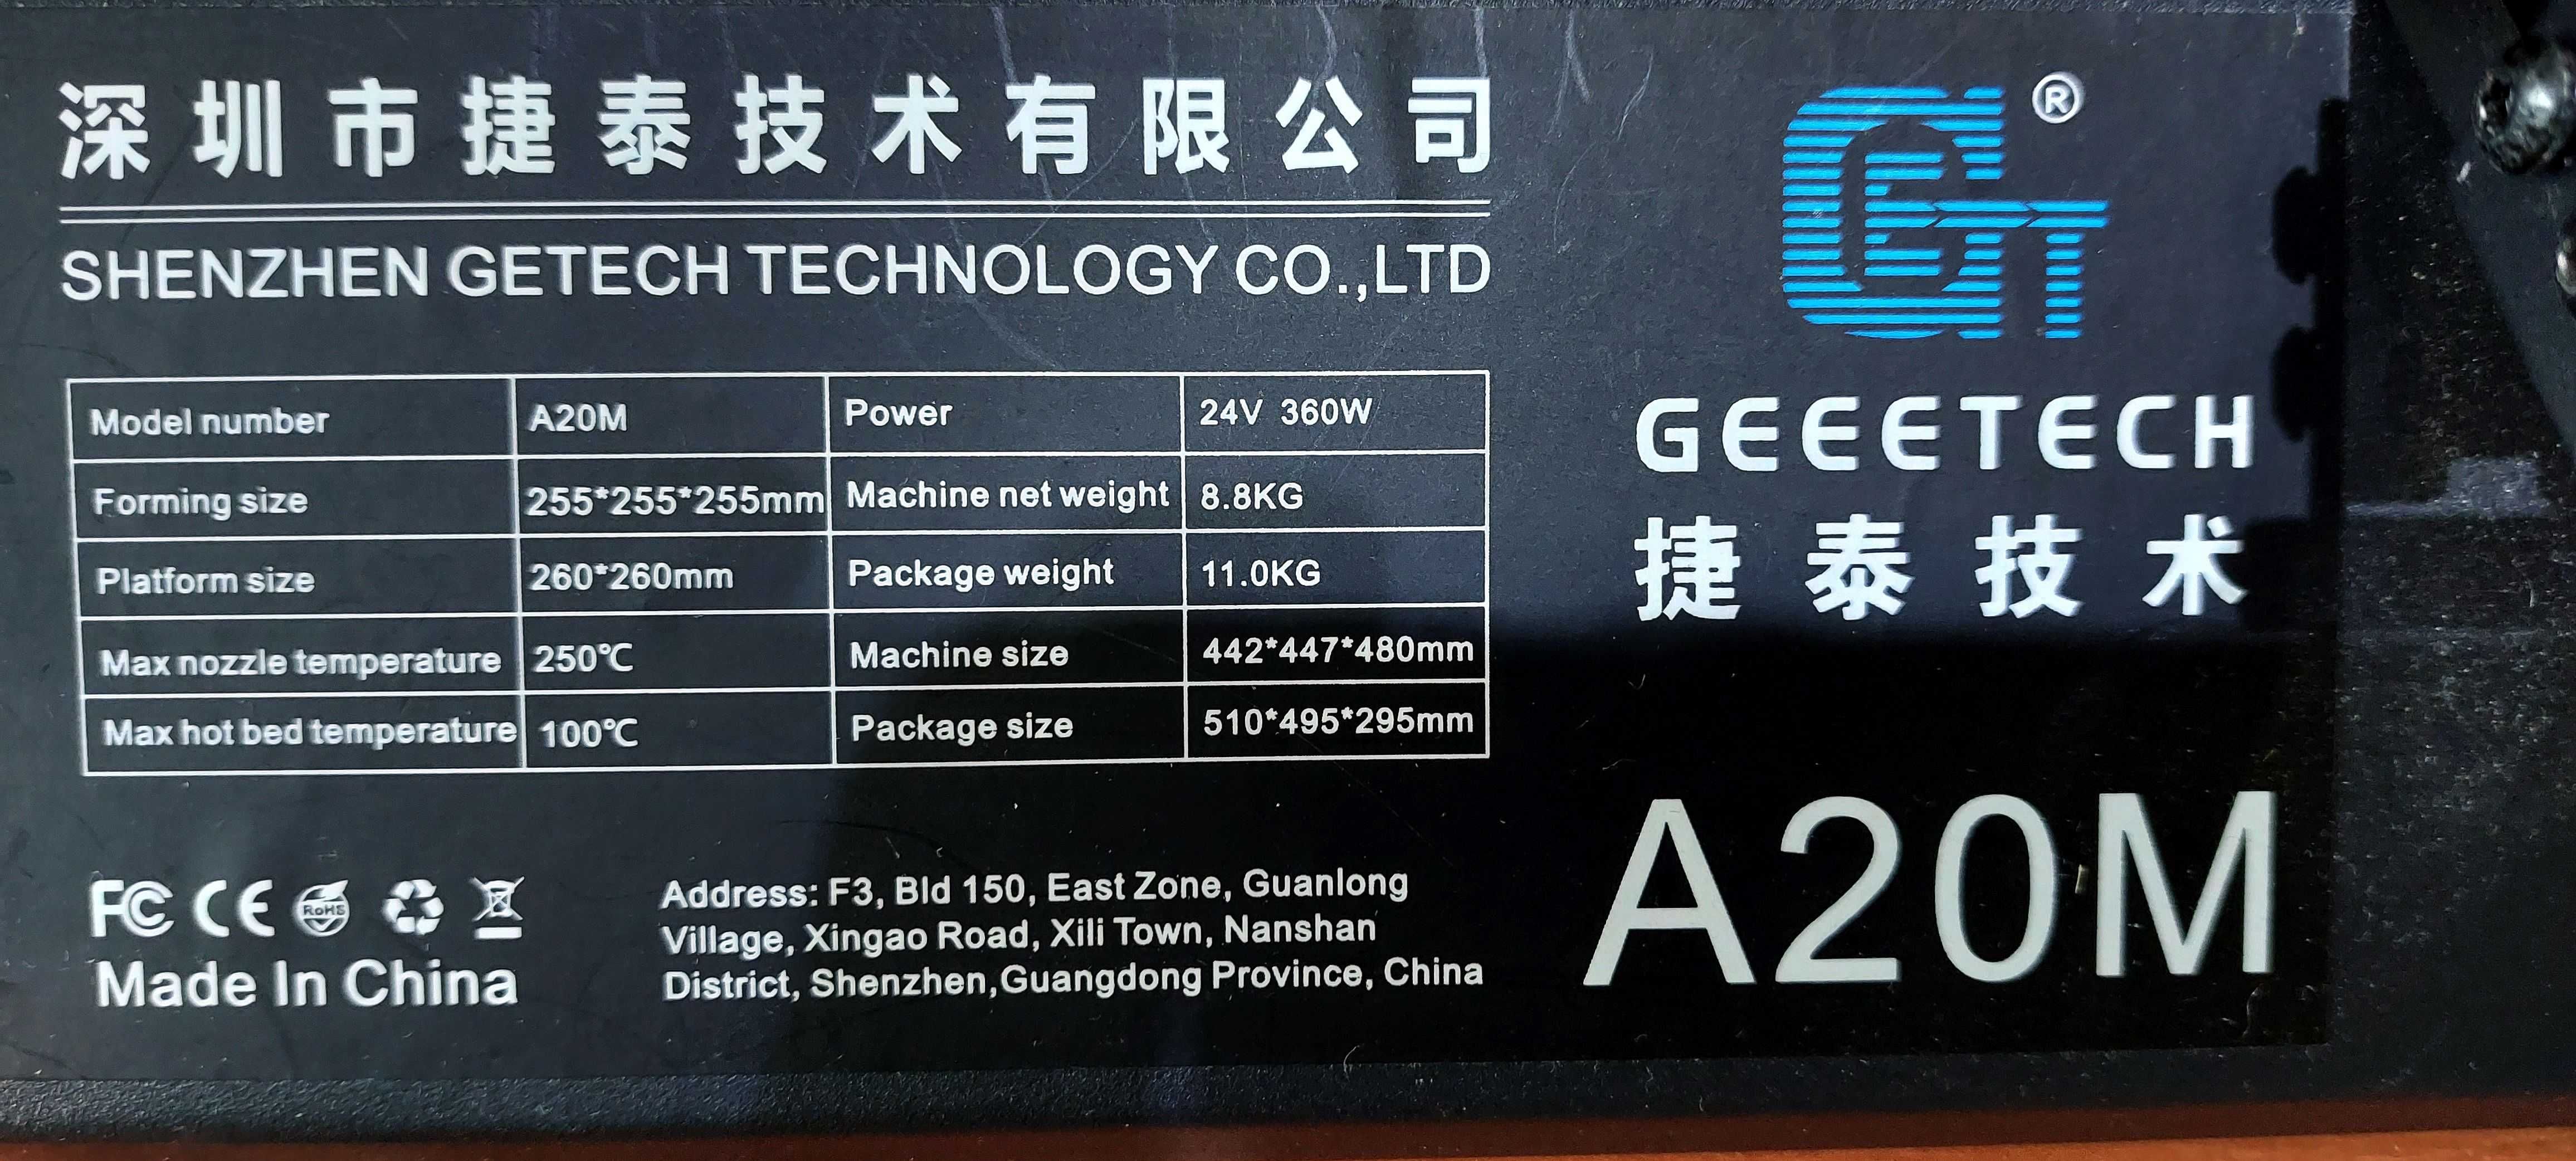 深圳市捷泰技术有限公司
SHENZHEN GETECH TECHNOLOGY CO.,LTD
Model number A20M Power 24V 360W
Forming size 255*255*255mm Machine net weight 8.8KG
Platform size 260*260mm Package weight 11.0KG
Max nozzle temperature 250℃ Machine size 442*447*480mm
Max hot bed temperature 100℃ Package size 510*495*295mm
FC CE RoHS
Made In China
Address: F3, Bld 150, East Zone, Guanlong
Village, Xingao Road, Xili Town, Nanshan
District, Shenzhen,Guangdong Province, China
GET®
GEEETECH
捷泰技术
A20M